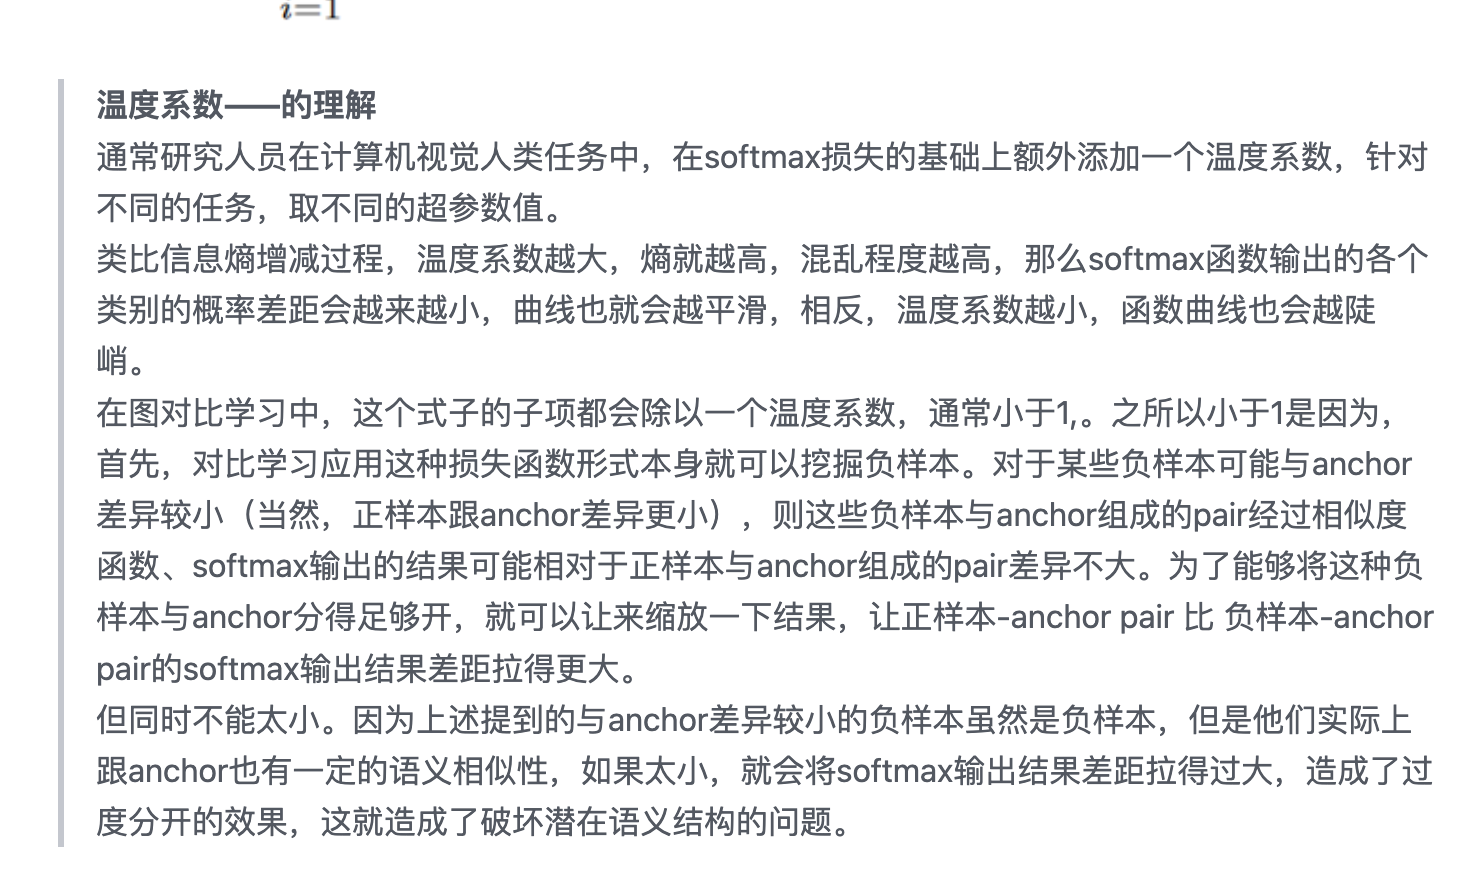 i=1
温度系数——的理解
通常研究人员在计算机视觉人类任务中，在softmax损失的基础上额外添加一个温度系数，针对
不同的任务，取不同的超参数值。
类比信息熵增减过程，温度系数越大，熵就越高，混乱程度越高，那么softmax函数输出的各个
类别的概率差距会越来越小，曲线也就会越平滑，相反，温度系数越小，函数曲线也会越陡
峭。
在图对比学习中，这个式子的子项都会除以一个温度系数，通常小于1,。之所以小于1是因为，
首先，对比学习应用这种损失函数形式本身就可以挖掘负样本。对于某些负样本可能与anchor
差异较小（当然，正样本跟anchor差异更小），则这些负样本与anchor组成的pair经过相似度
函数、softmax输出的结果可能相对于正样本与anchor组成的pair差异不大。为了能够将这种负
样本与anchor分得足够开，就可以让来缩放一下结果，让正样本-anchor pair 比 负样本-anchor
pair的softmax输出结果差距拉得更大。
但同时不能太小。因为上述提到的与anchor差异较小的负样本虽然是负样本，但是他们实际上
跟anchor也有一定的语义相似性，如果太小，就会将softmax输出结果差距拉得过大，造成了过
度分开的效果，这就造成了破坏潜在语义结构的问题。